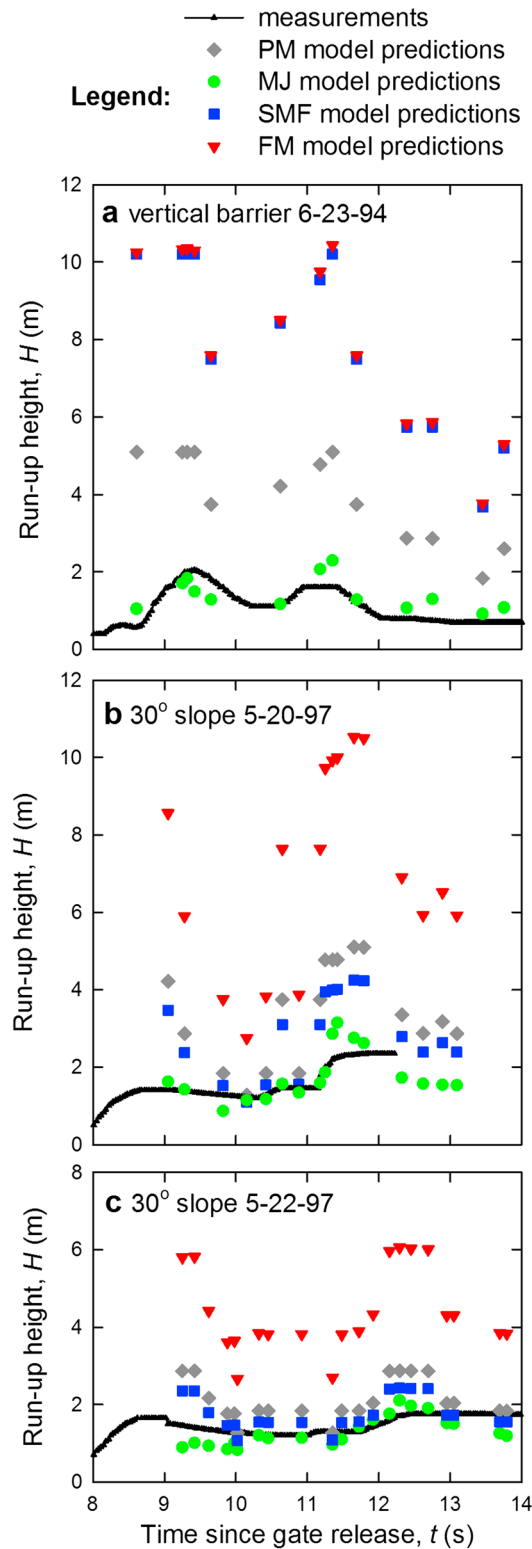 measurements
PM model predictions
MJ model predictions
Legend:
SMF model predictions
FM model predictions
12
a vertical barrier 6-23-94
10
8
6
4
2
0
Run-up height, H (m)
12
b 30° slope 5-20-97
10
8
6
4
2
0
Run-up height, H (m)
8
c 30° slope 5-22-97
6
4
2
0
Run-up height, H (m)
8 9 10 11 12 13 14
Time since gate release, t (s)